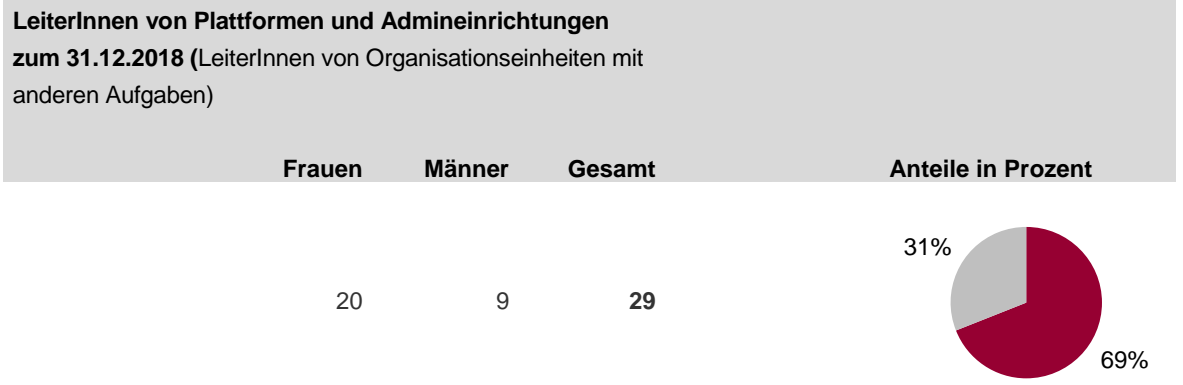 LeiterInnen von Plattformen und Admineinrichtungen
zum 31.12.2018 (LeiterInnen von Organisationseinheiten mit
anderen Aufgaben)
Frauen Männer Gesamt Anteile in Prozent
31%
20 9 29
69%